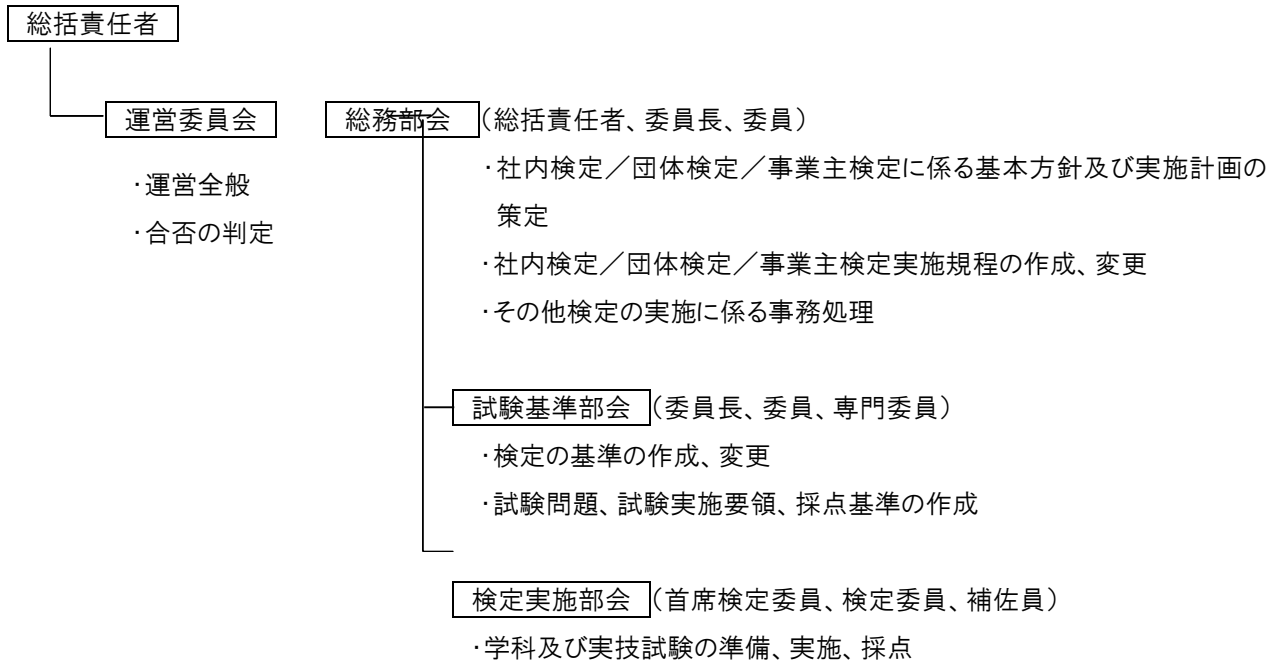 総括責任者
運営委員会 総務部会 （総括責任者、委員長、委員）
・運営全般
・合否の判定
・社内検定／団体検定／事業主検定に係る基本方針及び実施計画の
策定
・社内検定／団体検定／事業主検定実施規程の作成、変更
・その他検定の実施に係る事務処理
試験基準部会 （委員長、委員、専門委員）
・検定の基準の作成、変更
・試験問題、試験実施要領、採点基準の作成
検定実施部会 （首席検定委員、検定委員、補佐員）
・学科及び実技試験の準備、実施、採点